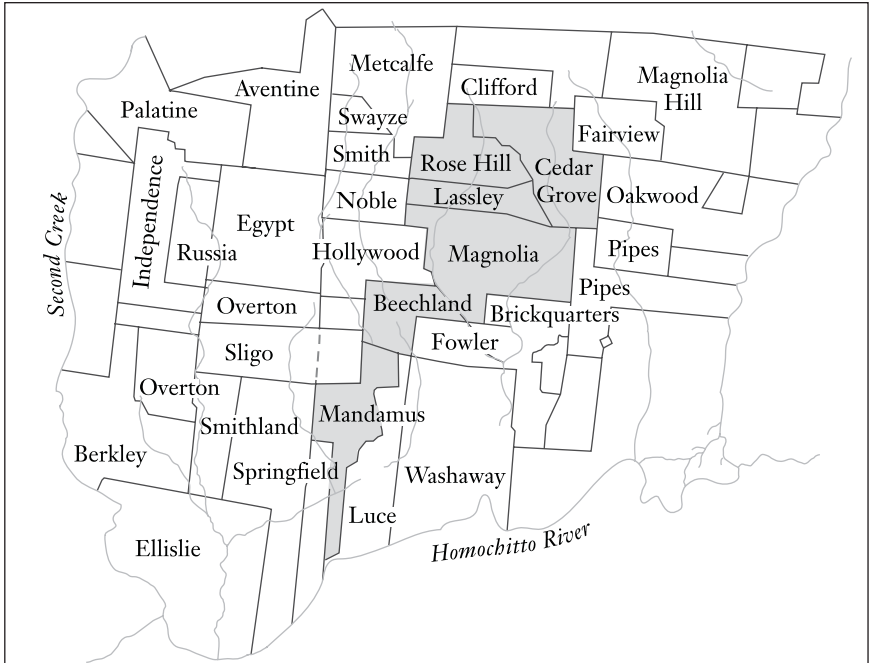 Metcalfe
Aventine
Clifford
Magnolia
Hill
Palatine
Swayze
Fairview
Smith
Rose Hill
Cedar
Grove
Independence
Noble
Lassley
Oakwood
Second Creek
Egypt
Russia
Hollywood
Magnolia
Pipes
Pipes
Overton
Beechland
Brickquarters
Sligo
Fowler
Overton
Mandamus
Smithland
Berkley
Springfield
Washaway
Luce
Ellislie
Homochitto River